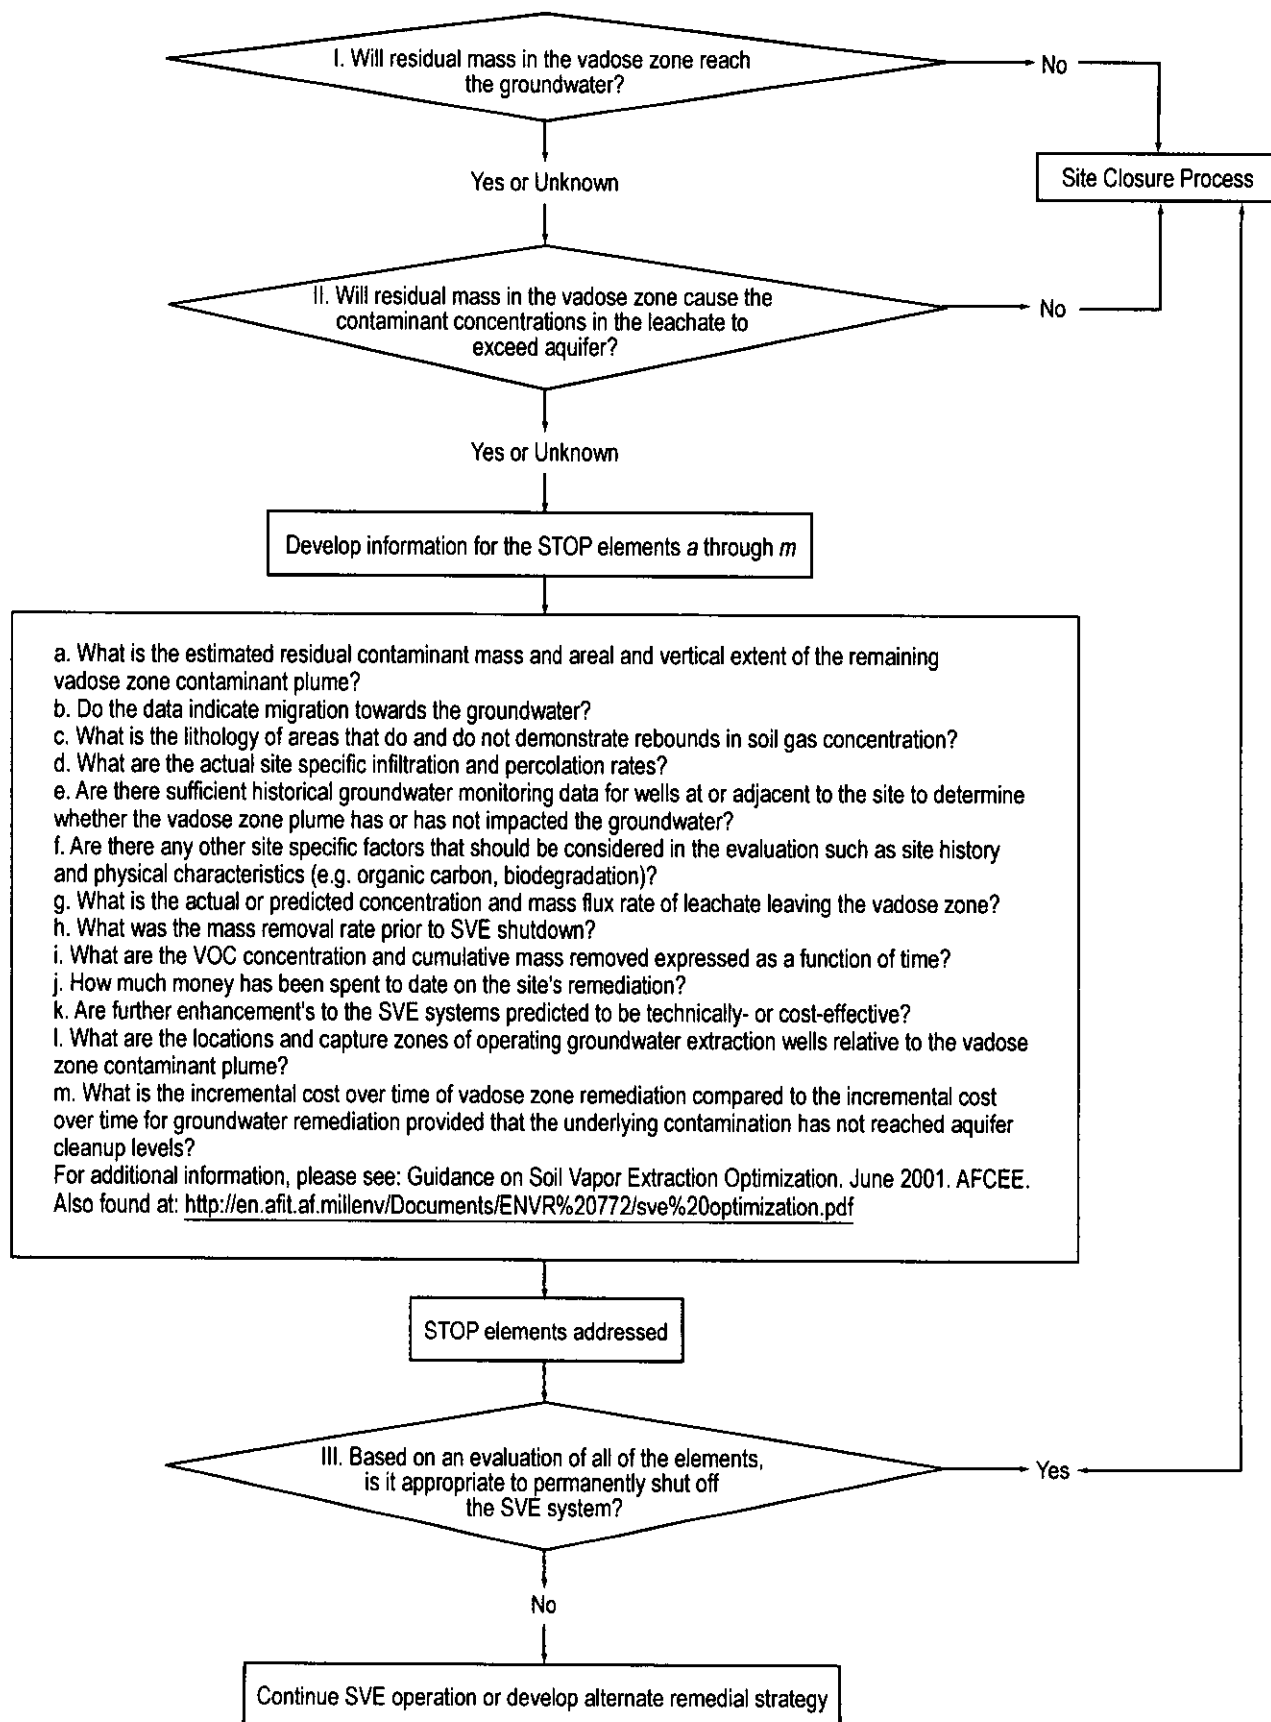 I. Will residual mass in the vadose zone reach
the groundwater?
No
Site Closure Process
Yes or Unknown
II. Will residual mass in the vadose zone cause the
contaminant concentrations in the leachate to
exceed aquifer?
No
Yes or Unknown
Develop information for the STOP elements a through m
a. What is the estimated residual contaminant mass and areal and vertical extent of the remaining
vadose zone contaminant plume?
b. Do the data indicate migration towards the groundwater?
c. What is the lithology of areas that do and do not demonstrate rebounds in soil gas concentration?
d. What are the actual site specific infiltration and percolation rates?
e. Are there sufficient historical groundwater monitoring data for wells at or adjacent to the site to determine
whether the vadose zone plume has or has not impacted the groundwater?
f. Are there any other site specific factors that should be considered in the evaluation such as site history
and physical characteristics (e.g. organic carbon, biodegradation)?
g. What is the actual or predicted concentration and mass flux rate of leachate leaving the vadose zone?
h. What was the mass removal rate prior to SVE shutdown?
i. What are the VOC concentration and cumulative mass removed expressed as a function of time?
j. How much money has been spent to date on the site's remediation?
k. Are further enhancement's to the SVE systems predicted to be technically- or cost-effective?
l. What are the locations and capture zones of operating groundwater extraction wells relative to the vadose
zone contaminant plume?
m. What is the incremental cost over time of vadose zone remediation compared to the incremental cost
over time for groundwater remediation provided that the underlying contamination has not reached aquifer
cleanup levels?
For additional information, please see: Guidance on Soil Vapor Extraction Optimization. June 2001. AFCEE.
Also found at: http://en.afit.af.millenv/Documents/ENVR%20772/sve%20optimization.pdf
STOP elements addressed
III. Based on an evaluation of all of the elements,
is it appropriate to permanently shut off
the SVE system?
Yes
No
Continue SVE operation or develop alternate remedial strategy